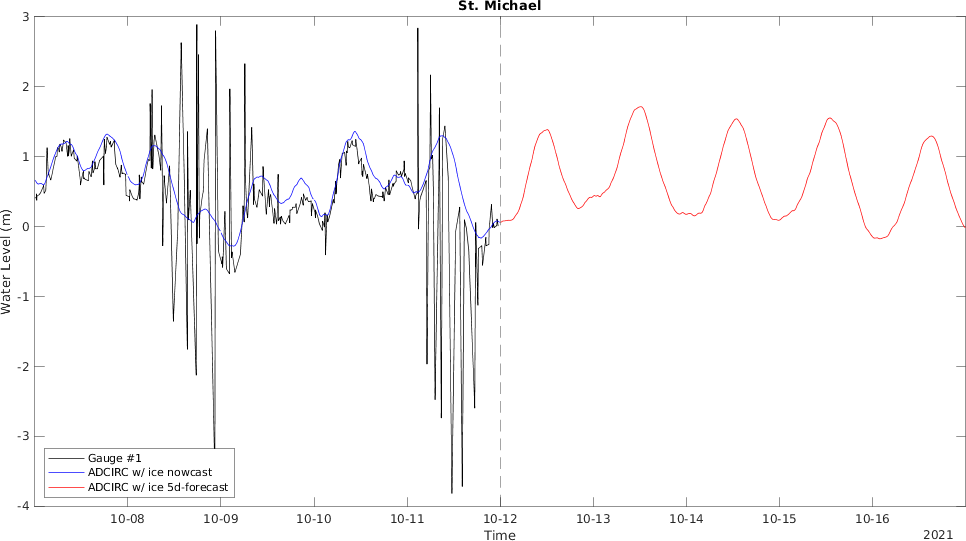 St. Michael
3
2
1
0
-1
-2
-3
-4
Water Level (m)
Gauge #1
ADCIRC w/ ice nowcast
ADCIRC w/ ice 5d-forecast
10-08 10-09 10-10 10-11 10-12 10-13 10-14 10-15 10-16
Time
2021